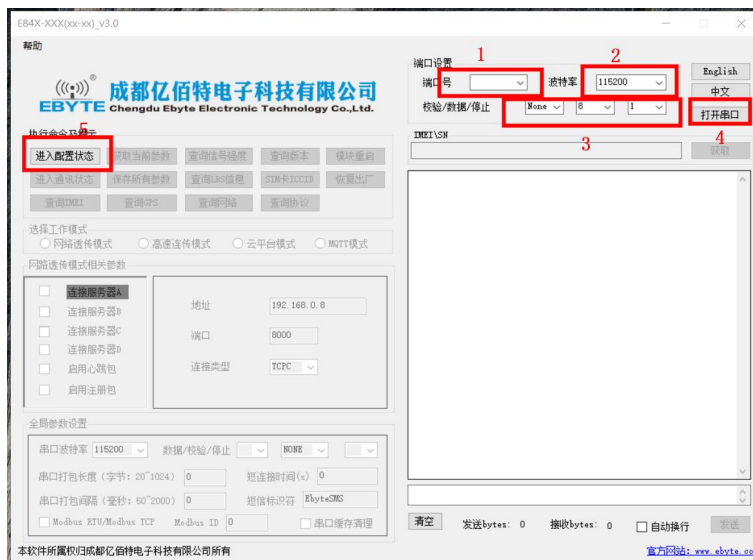 E84X-XXX(xx-xx)_v3.0
帮助
成都亿佰特电子科技有限公司
EBYTE Chengdu Ebyte Electronic Technology Co.,Ltd.
端口设置
1
2
端口号
波特率 115200
校验/数据/停止 None 8 1
English
中文
打开串口
3
4
IMEI\SN
获取
执行命令及提示
5
进入配置状态 获取当前参数 查询信号强度 查询版本 模块重启
进入通讯状态 保存所有参数 查询LBS信息 SIM卡ICCID 恢复出厂
查询IMEI 查询GPS 查询网络 查询协议
选择工作模式
网络透传模式 高速连传模式 云平台模式 MQTT模式
网路透传模式相关参数
连接服务器A
连接服务器B
连接服务器C
连接服务器D
启用心跳包
启用注册包
地址 192.168.0.8
端口 8000
连接类型 TCPC
全局参数设置
串口波特率 115200 数据/校验/停止 NONE
串口打包长度（字节：20~1024） 0 短连接时间(s) 0
串口打包间隔（毫秒：50~2000） 0 短信标识符 EbyteSMS
Modbus RTU/Modbus TCP Modbus ID 0 串口缓存清理
清空 发送bytes: 0 接收bytes: 0 自动换行 发送
本软件所属权归成都亿佰特电子科技有限公司所有
官方网站: www.ebyte.co